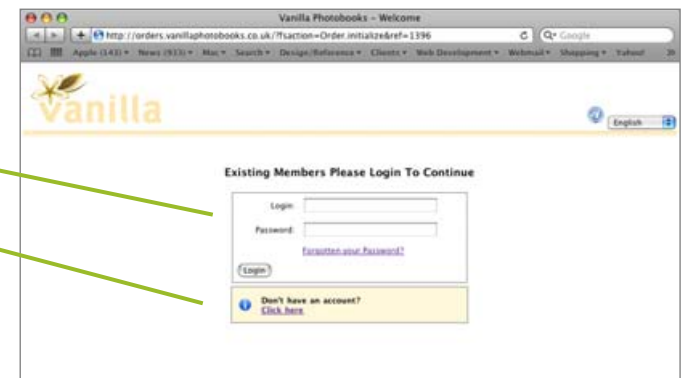 Vanilla Photobooks – Welcome
http://orders.vanillaphotobooks.co.uk/?fsaction=Order.initialize&ref=1396
Google
Apple (143) News (933) Mac Search Design/Reference Clients Web Development Webmail Shopping Yahoo!
vanilla
English
Existing Members Please Login To Continue
Login:
Password:
Forgotten your Password?
Login
Don't have an account?
Click here